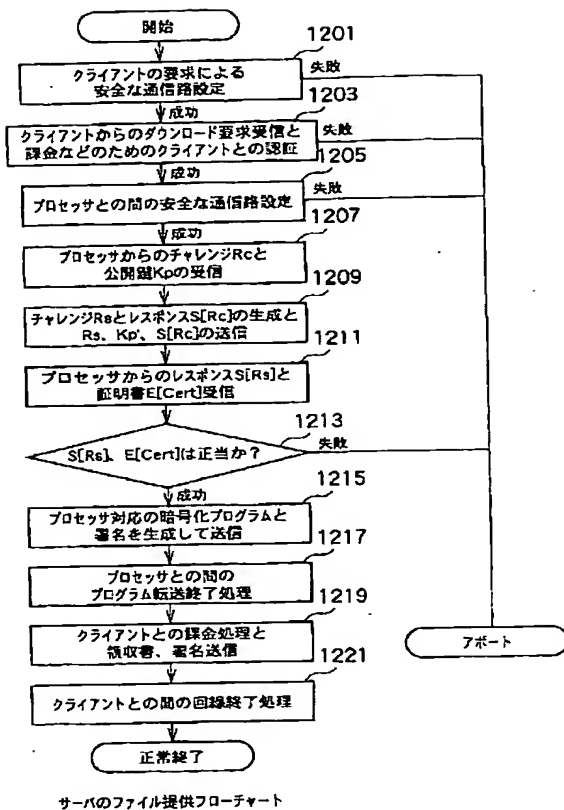 開始
1201
クライアントの要求による
安全な通信路設定
失敗
成功
1203
クライアントからのダウンロード要求受信と
課金などのためのクライアントとの認証
失敗
成功
1205
プロセッサとの間の安全な通信路設定
失敗
成功
1207
プロセッサからのチャレンジRcと
公開鍵Kpの受信
1209
チャレンジRsとレスポンスS[Rc]の生成と
Rs、Kp'、S[Rc]の送信
1211
プロセッサからのレスポンスS[Rs]と
証明書E[Cert]受信
1213
S[Rs]、E[Cert]は正当か?
失敗
成功
1215
プロセッサ対応の暗号化プログラムと
署名を生成して送信
1217
プロセッサとの間の
プログラム転送終了処理
1219
クライアントとの課金処理と
領収書、署名送信
アボート
1221
クライアントとの間の回線終了処理
正常終了
サーバのファイル提供フローチャート